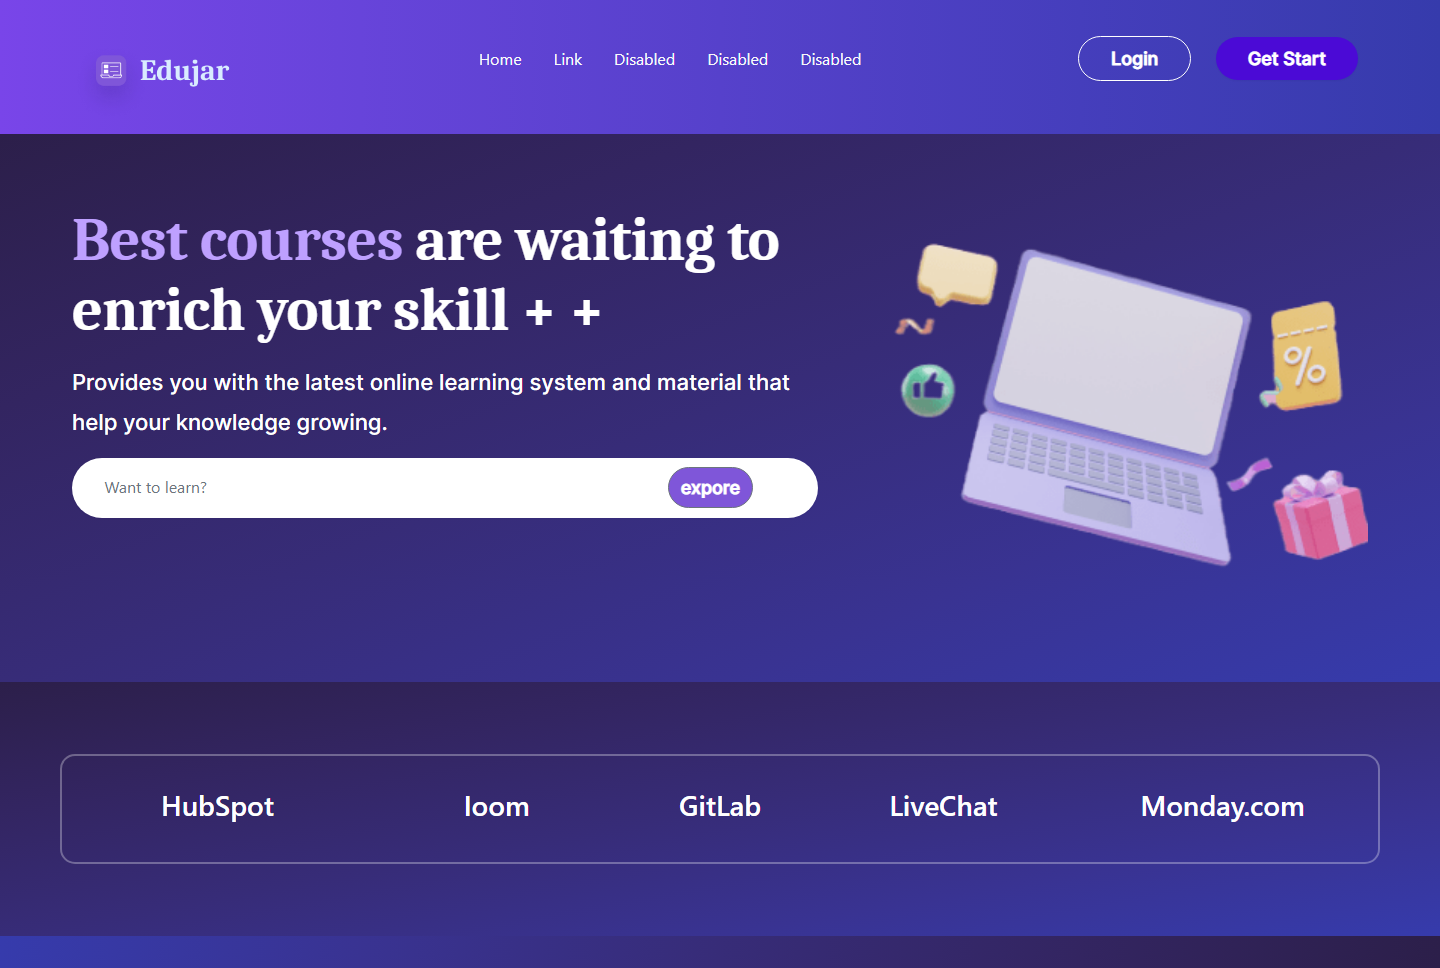 Edujar
Home Link Disabled Disabled Disabled
Login Get Start
Best courses are waiting to
enrich your skill + +
Provides you with the latest online learning system and material that
help your knowledge growing.
Want to learn? expore
%
HubSpot loom GitLab LiveChat Monday.com